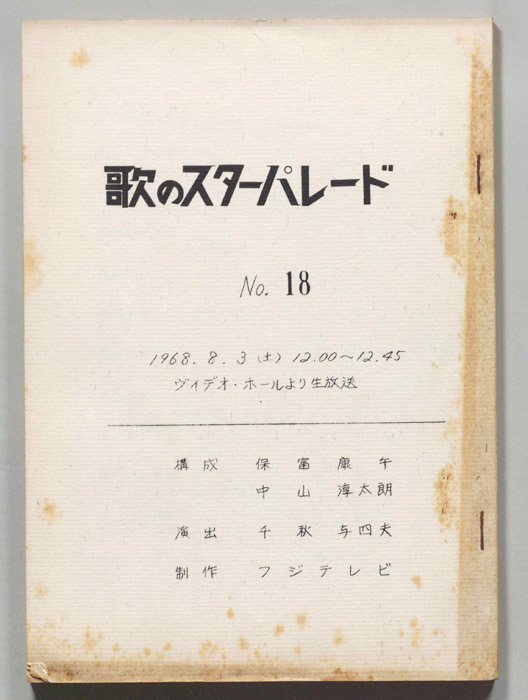 歌のスターパレード
No. 18
1968. 8. 3 (土) 12.00～12.45
ヴィデオ・ホールより生放送
構成 保富康午
中山淳太朗
演出 千秋与四夫
制作 フジテレビ